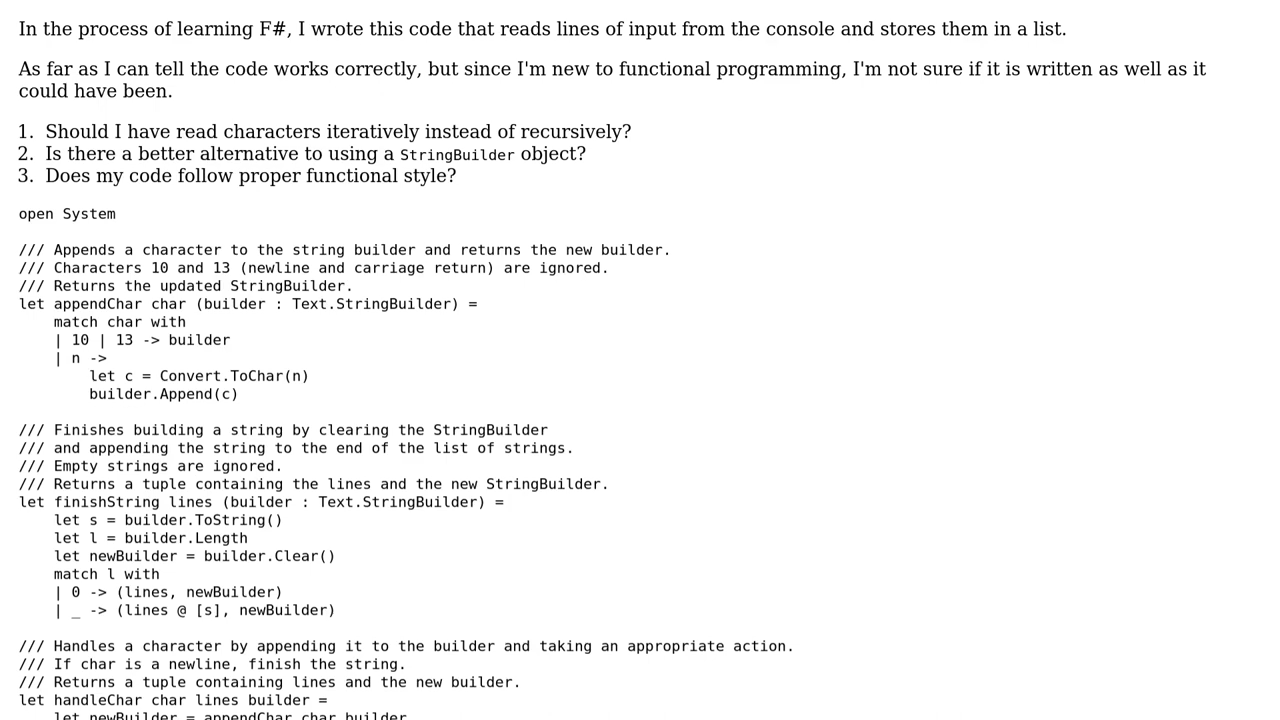 In the process of learning F#, I wrote this code that reads lines of input from the console and stores them in a list.
As far as I can tell the code works correctly, but since I'm new to functional programming, I'm not sure if it is written as well as it
could have been.
1. Should I have read characters iteratively instead of recursively?
2. Is there a better alternative to using a StringBuilder object?
3. Does my code follow proper functional style?
open System
/// Appends a character to the string builder and returns the new builder.
/// Characters 10 and 13 (newline and carriage return) are ignored.
/// Returns the updated StringBuilder.
let appendChar char (builder : Text.StringBuilder) =
    match char with
    | 10 | 13 -> builder
    | n ->
        let c = Convert.ToChar(n)
        builder.Append(c)
/// Finishes building a string by clearing the StringBuilder
/// and appending the string to the end of the list of strings.
/// Empty strings are ignored.
/// Returns a tuple containing the lines and the new StringBuilder.
let finishString lines (builder : Text.StringBuilder) =
    let s = builder.ToString()
    let l = builder.Length
    let newBuilder = builder.Clear()
    match l with
    | 0 -> (lines, newBuilder)
    | _ -> (lines @ [s], newBuilder)
/// Handles a character by appending it to the builder and taking an appropriate action.
/// If char is a newline, finish the string.
/// Returns a tuple containing lines and the new builder.
let handleChar char lines builder =
    let newBuilder = appendChar char builder